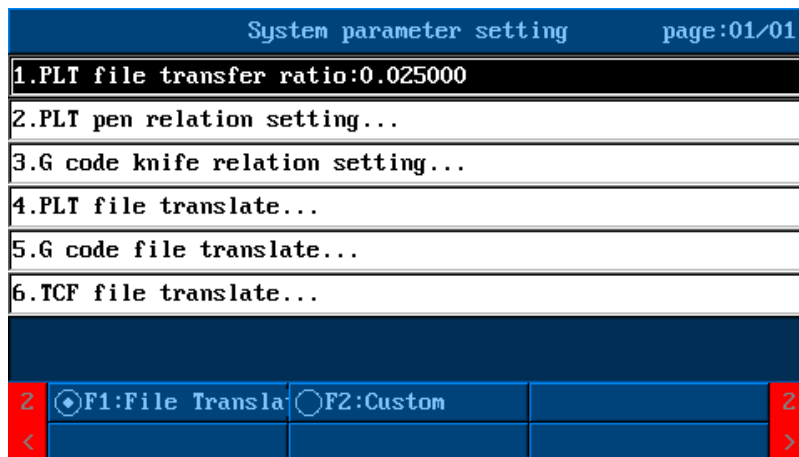 System parameter setting page:01/01
1.PLT file transfer ratio:0.025000
2.PLT pen relation setting...
3.G code knife relation setting...
4.PLT file translate...
5.G code file translate...
6.TCF file translate...
2 F1:File Transla F2:Custom 2
< >